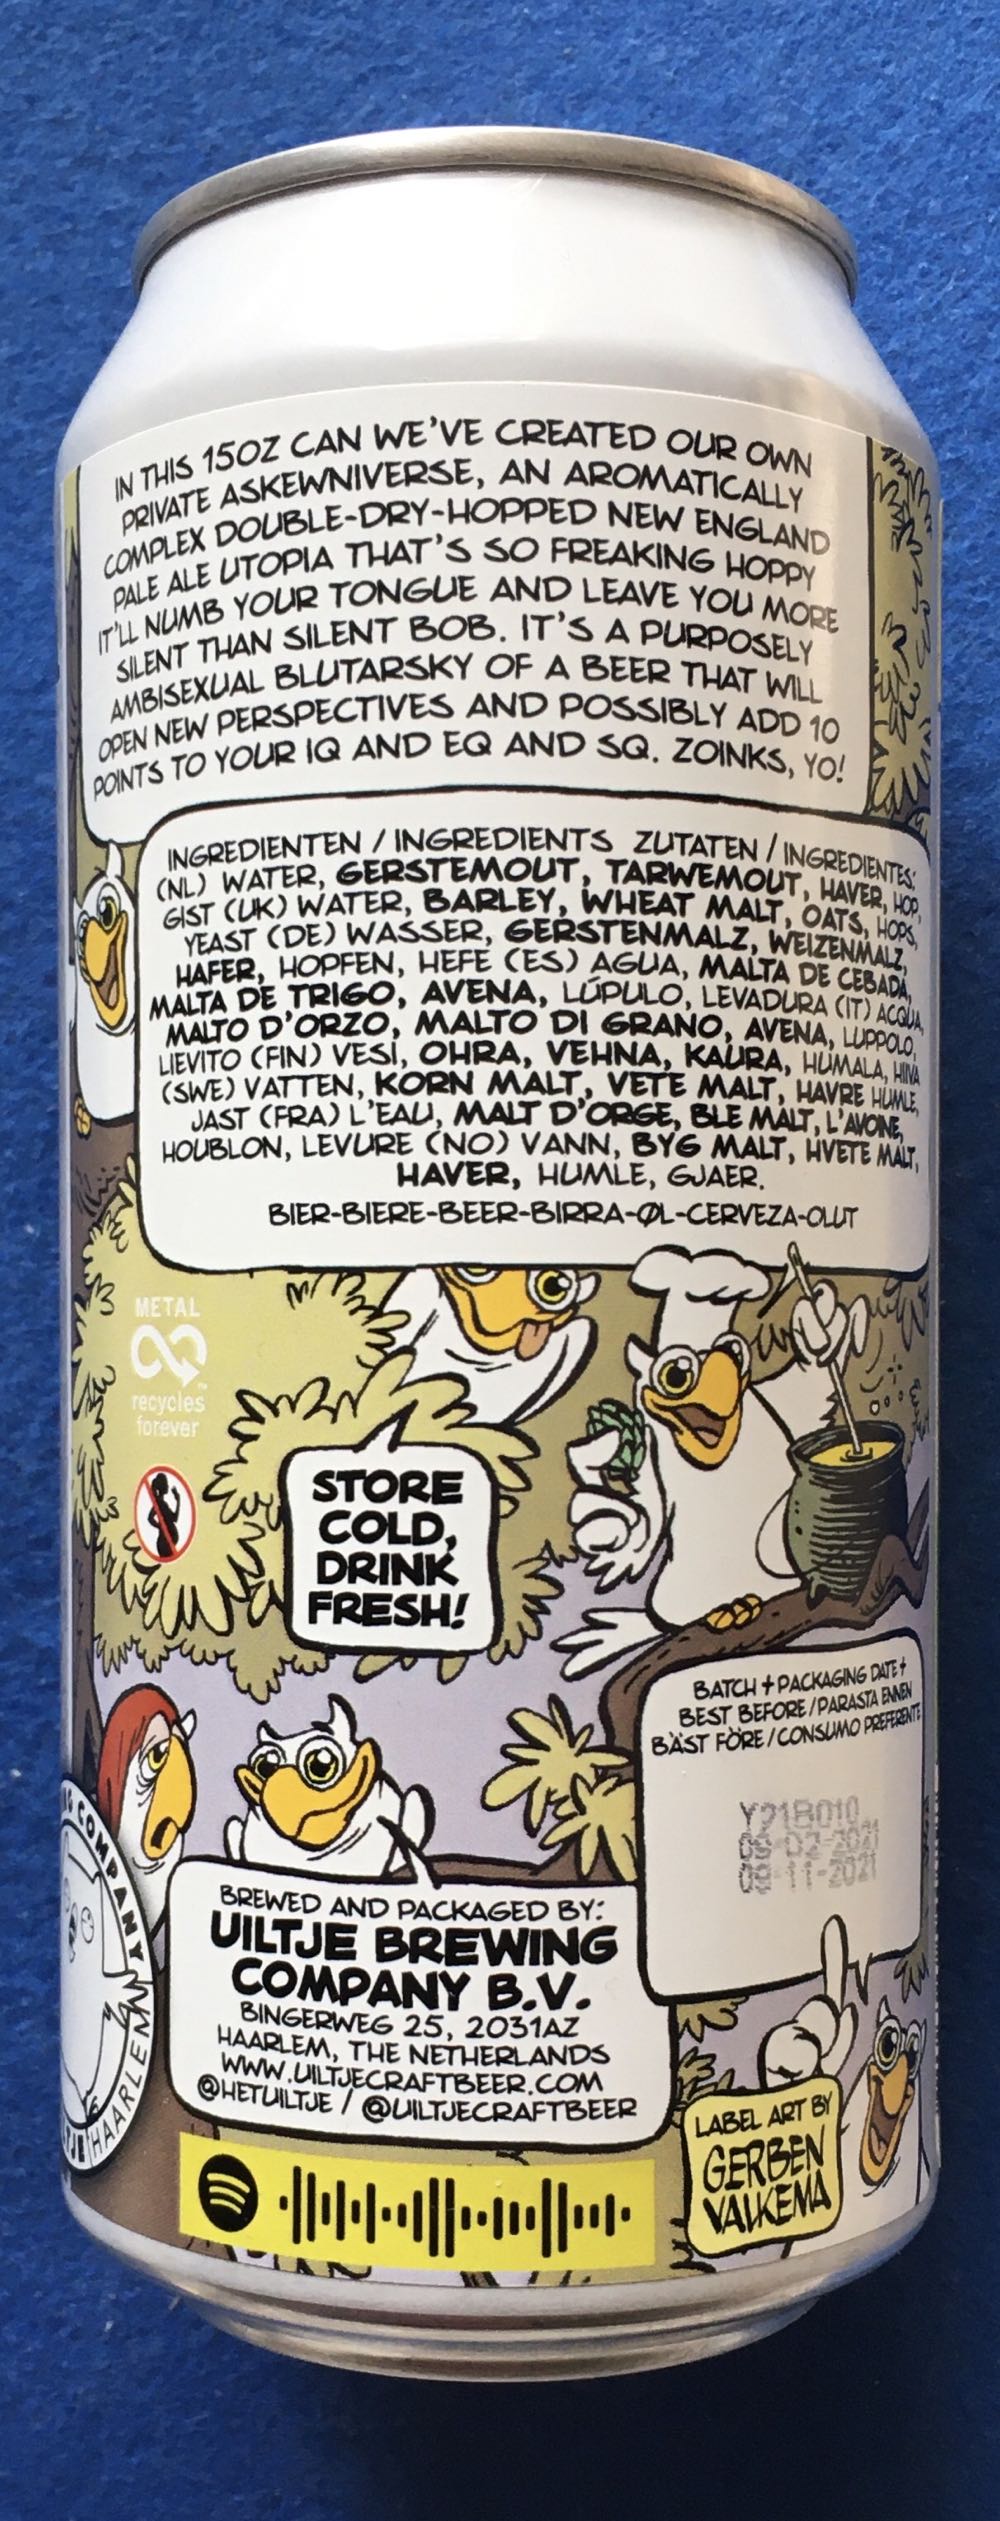 IN THIS 15OZ CAN WE'VE CREATED OUR OWN
PRIVATE ASKEWNIVERSE, AN AROMATICALLY
COMPLEX DOUBLE-DRY-HOPPED NEW ENGLAND
PALE ALE UTOPIA THAT'S SO FREAKING HOPPY
IT'LL NUMB YOUR TONGUE AND LEAVE YOU MORE
SILENT THAN SILENT BOB. IT'S A PURPOSELY
AMBISEXUAL BLUTARSKY OF A BEER THAT WILL
OPEN NEW PERSPECTIVES AND POSSIBLY ADD 10
POINTS TO YOUR IQ AND EQ AND SQ. ZOINKS, YO!
INGREDIENTEN / INGREDIENTS ZUTATEN / INGREDIENTES:
(NL) WATER, GERSTEMOUT, TARWEMOUT, HAVER, HOP,
GIST (UK) WATER, BARLEY, WHEAT MALT, OATS, HOPS,
YEAST (DE) WASSER, GERSTENMALZ, WEIZENMALZ,
HAFER, HOPFEN, HEFE (ES) AGUA, MALTA DE CEBADA,
MALTA DE TRIGO, AVENA, LÚPULO, LEVADURA (IT) ACQUA,
MALTO D'ORZO, MALTO DI GRANO, AVENA, LUPPOLO,
LIEVITO (FIN) VESI, OHRA, VEHNA, KAURA, HUMALA, HIIVA
(SWE) VATTEN, KORN MALT, VETE MALT, HAVRE HUMLE,
JAST (FRA) L'EAU, MALT D'ORGE, BLE MALT, L'AVOINE,
HOUBLON, LEVURE (NO) VANN, BYG MALT, HVETE MALT,
HAVER, HUMLE, GJAER.
BIER-BIERE-BEER-BIRRA-ØL-CERVEZA-OLUT
METAL
recycles
forever
STORE
COLD,
DRINK
FRESH!
BATCH + PACKAGING DATE +
BEST BEFORE / PARASTA ENNEN
BÄST FÖRE / CONSUMO PREFERENTE
Y21B010
09-02-2021
09-11-2021
BREWED AND PACKAGED BY:
UILTJE BREWING
COMPANY B.V.
BINGERWEG 25, 2031AZ
HAARLEM, THE NETHERLANDS
WWW.UILTJECRAFTBEER.COM
@HETUILTJE / @UILTJECRAFTBEER
COMPANY
HAARLEM
LABEL ART BY
GERBEN
VALKEMA